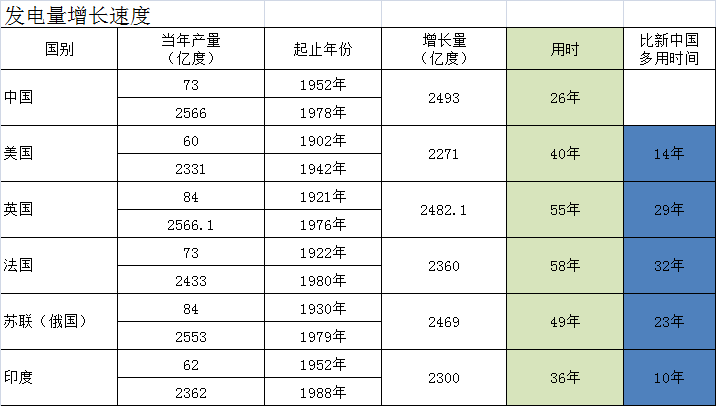 发电量增长速度
国别 当年产量（亿度） 起止年份 增长量（亿度） 用时 比新中国多用时间
中国 73 1952年 2493 26年
2566 1978年
美国 60 1902年 2271 40年 14年
2331 1942年
英国 84 1921年 2482.1 55年 29年
2566.1 1976年
法国 73 1922年 2360 58年 32年
2433 1980年
苏联（俄国） 84 1930年 2469 49年 23年
2553 1979年
印度 62 1952年 2300 36年 10年
2362 1988年